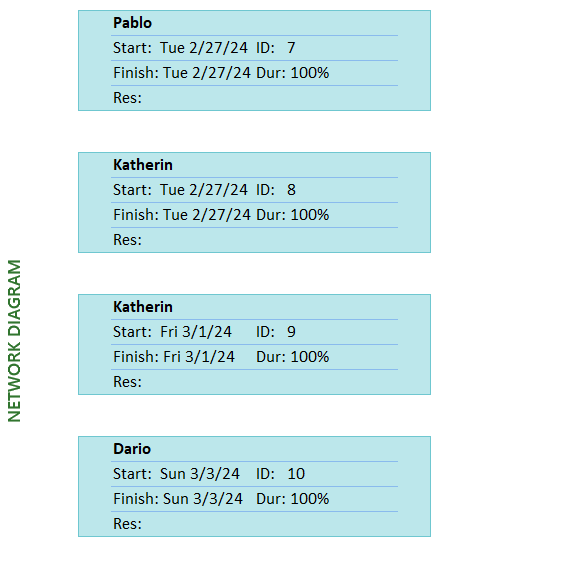 NETWORK DIAGRAM
Pablo
Start: Tue 2/27/24 ID: 7
Finish: Tue 2/27/24 Dur: 100%
Res:
Katherin
Start: Tue 2/27/24 ID: 8
Finish: Tue 2/27/24 Dur: 100%
Res:
Katherin
Start: Fri 3/1/24 ID: 9
Finish: Fri 3/1/24 Dur: 100%
Res:
Dario
Start: Sun 3/3/24 ID: 10
Finish: Sun 3/3/24 Dur: 100%
Res: